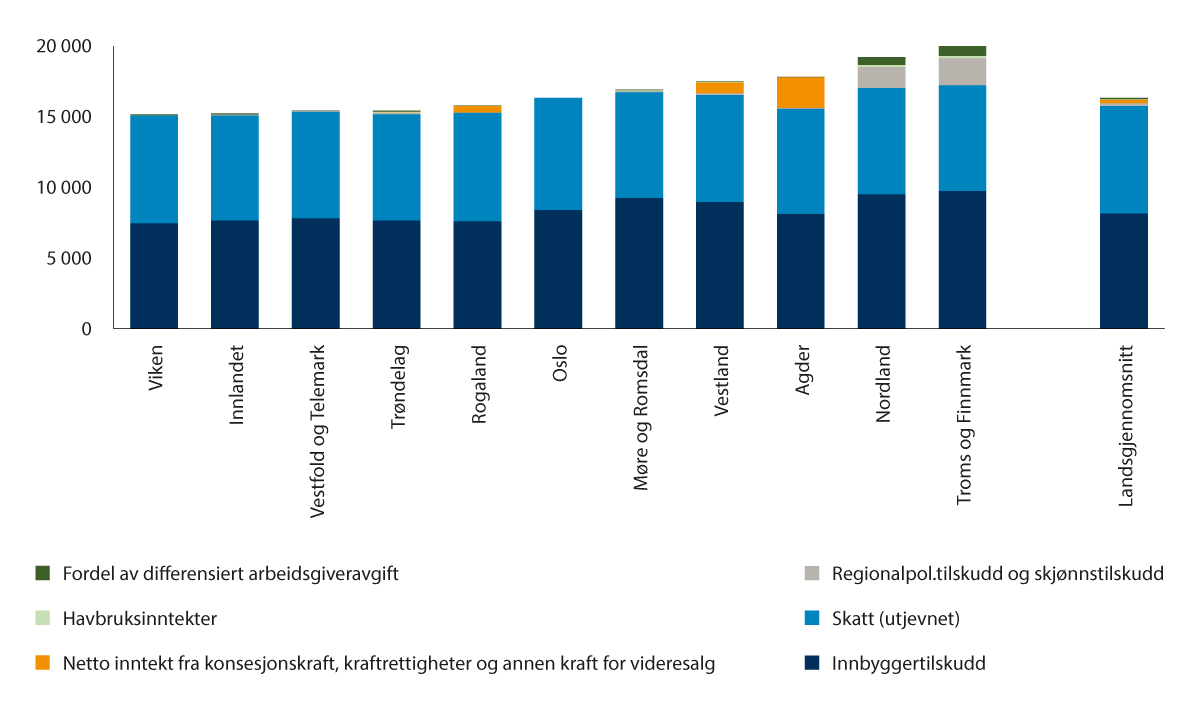 20 000
15 000
10 000
5 000
0
Viken
Innlandet
Vestfold og Telemark
Trøndelag
Rogaland
Oslo
Møre og Romsdal
Vestland
Agder
Nordland
Troms og Finnmark
Landsgjennomsnitt
Fordel av differensiert arbeidsgiveravgift
Havbruksinntekter
Netto inntekt fra konsesjonskraft, kraftrettigheter og annen kraft for videresalg
Regionalpol.tilskudd og skjønnstilskudd
Skatt (utjevnet)
Innbyggertilskudd